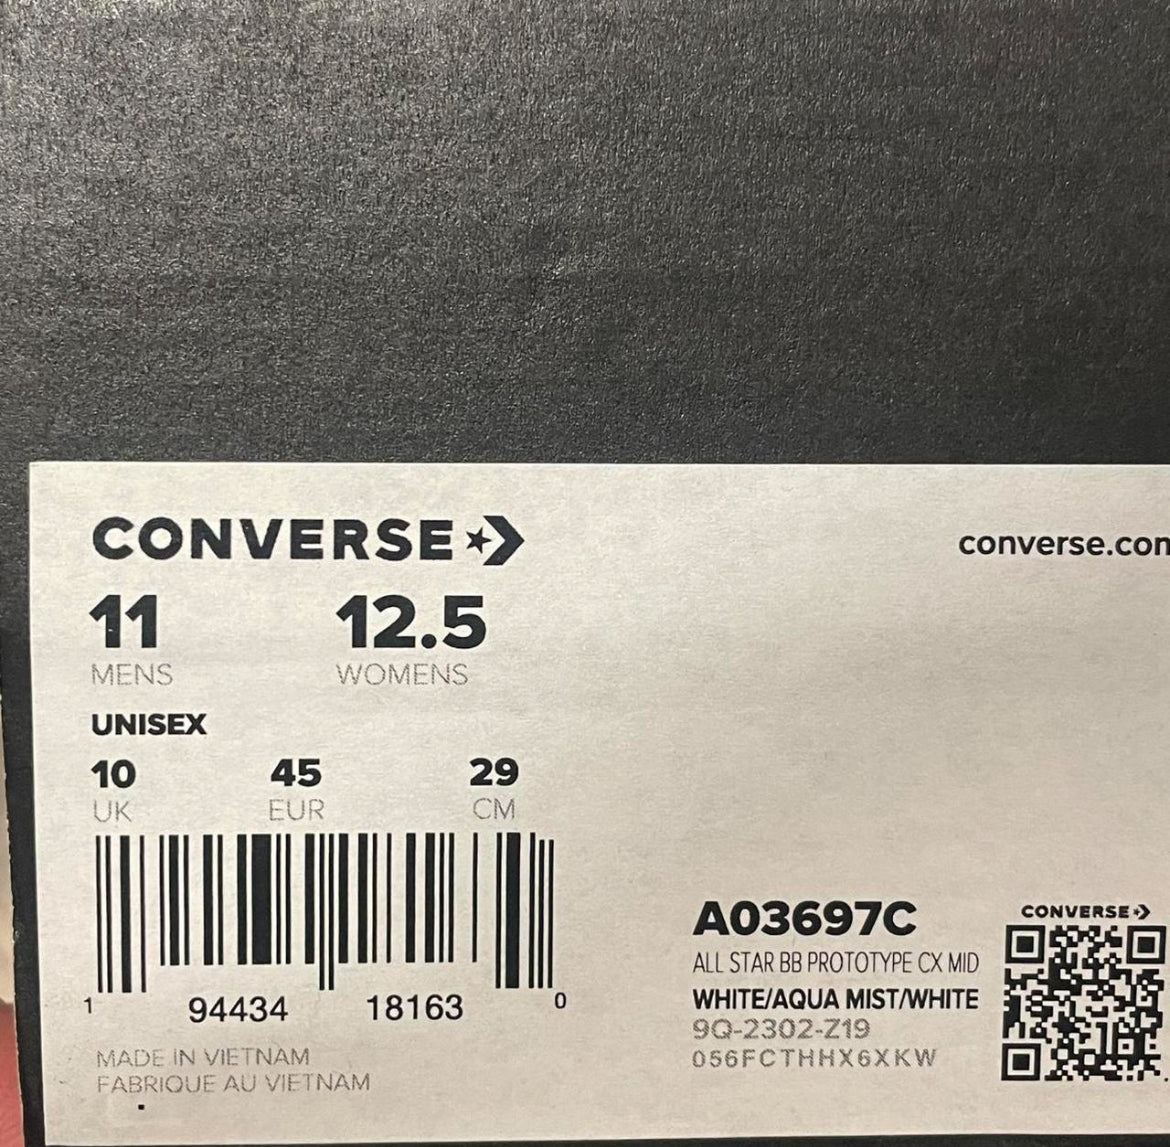 CONVERSE
converse.com
11 12.5
MENS WOMENS
UNISEX
10 45 29
UK EUR CM
1 94434 18163 0
MADE IN VIETNAM
FABRIQUE AU VIETNAM
A03697C
ALL STAR BB PROTOTYPE CX MID
WHITE/AQUA MIST/WHITE
9Q-2302-Z19
056FCTHHX6XKW
CONVERSE